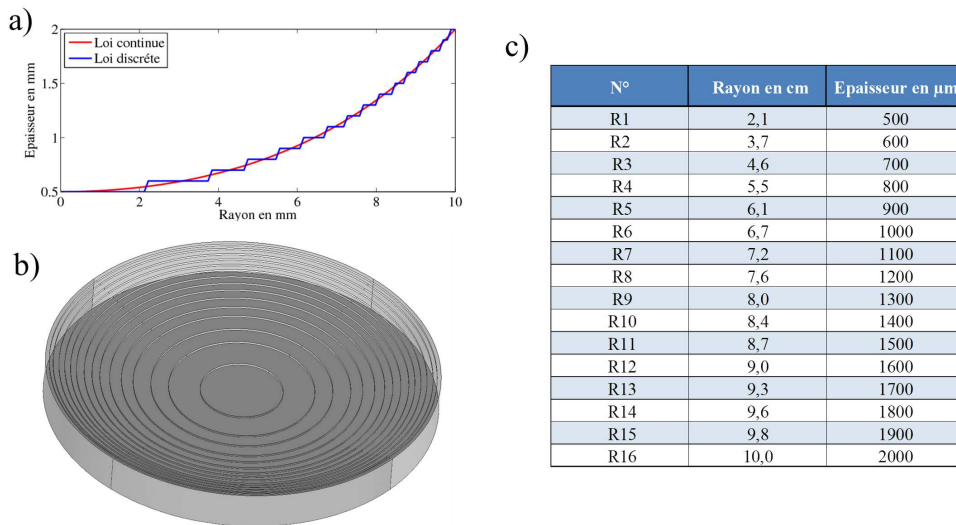 a)
2
1.5
1
0.5
0
2
4
6
8
10
Epaisseur en mm
Rayon en mm
Loi continue
Loi discréte
b)
c)
N° Rayon en cm Epaisseur en µm
R1 2,1 500
R2 3,7 600
R3 4,6 700
R4 5,5 800
R5 6,1 900
R6 6,7 1000
R7 7,2 1100
R8 7,6 1200
R9 8,0 1300
R10 8,4 1400
R11 8,7 1500
R12 9,0 1600
R13 9,3 1700
R14 9,6 1800
R15 9,8 1900
R16 10,0 2000